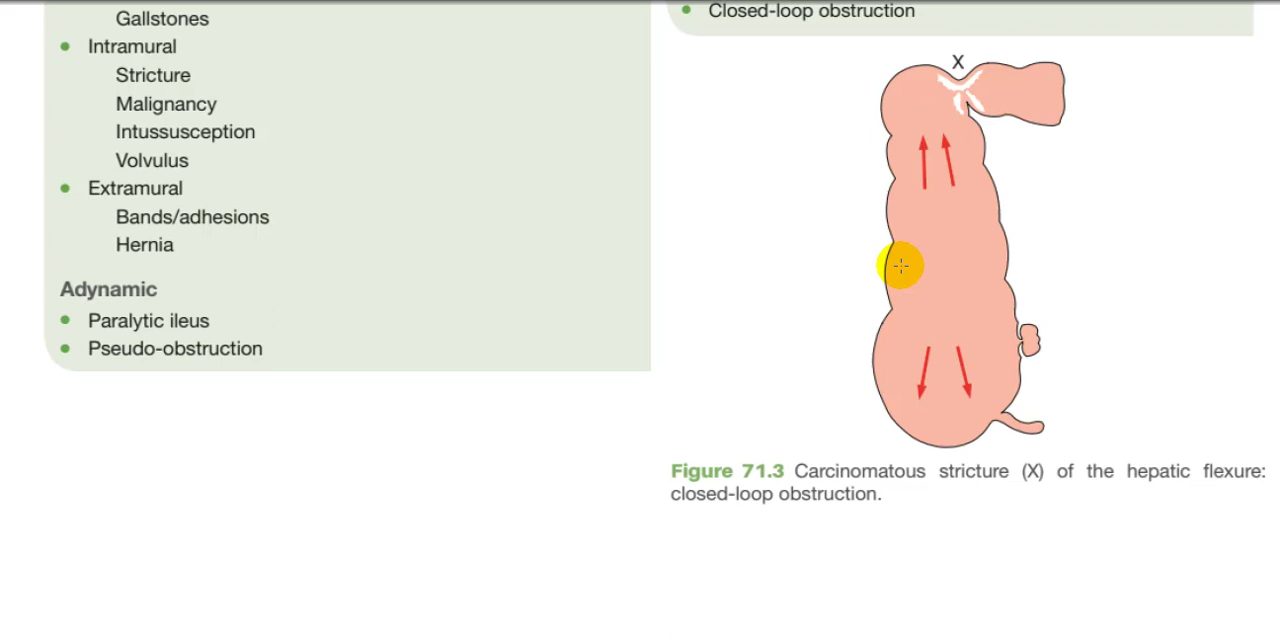 Gallstones
• Intramural
Stricture
Malignancy
Intussusception
Volvulus
• Extramural
Bands/adhesions
Hernia
Adynamic
• Paralytic ileus
• Pseudo-obstruction
• Closed-loop obstruction
X
Figure 71.3 Carcinomatous stricture (X) of the hepatic flexure:
closed-loop obstruction.